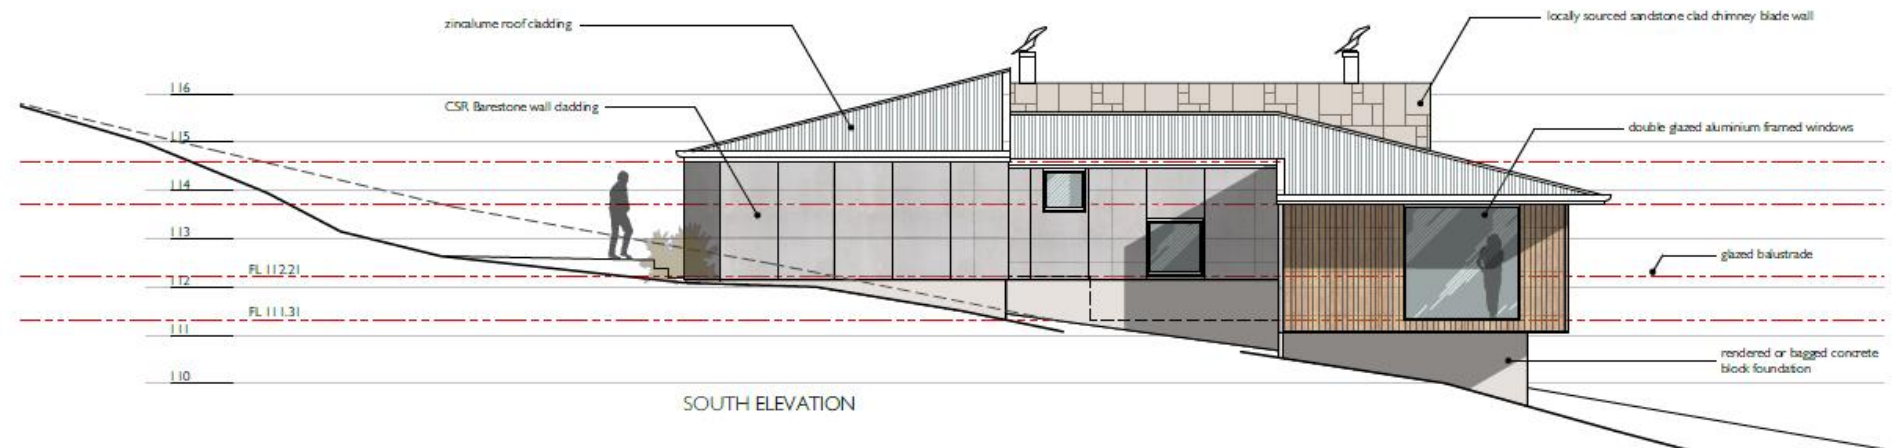 zincalume roof cladding
locally sourced sandstone clad chimney blade wall
116
CSR Barestone wall cladding
double glazed aluminium framed windows
115
114
113
glazed balustrade
FL 112.21
112
FL 111.31
111
rendered or bagged concrete
block foundation
110
SOUTH ELEVATION